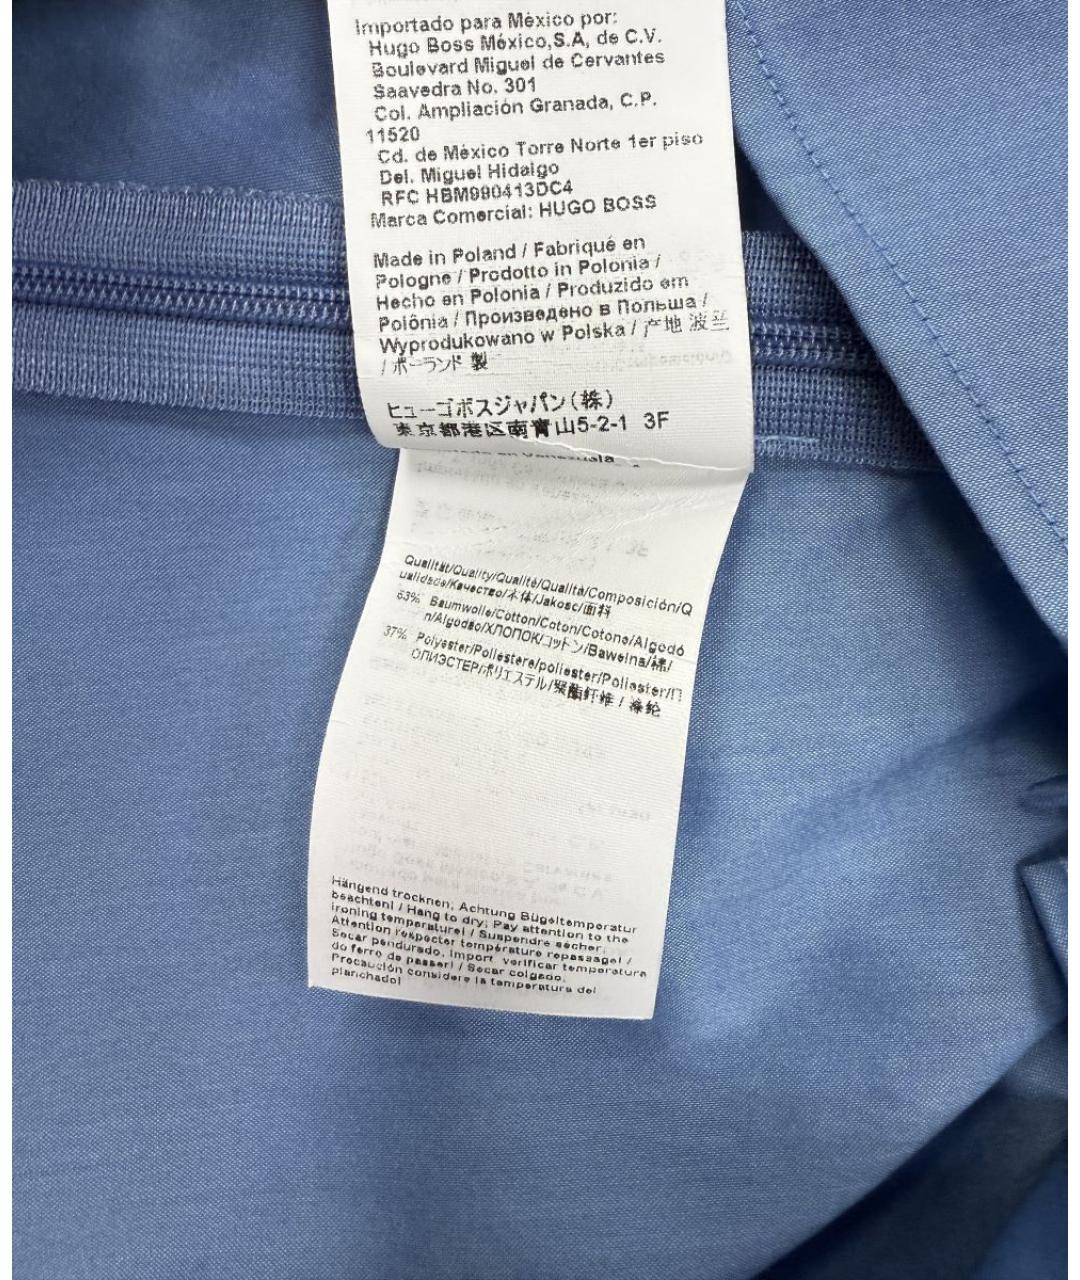 Importado para México por:
Hugo Boss México,S.A, de C.V.
Boulevard Miguel de Cervantes
Saavedra No. 301
Col. Ampliación Granada, C.P.
11520
Cd. de México Torre Norte 1er piso
Del. Miguel Hidalgo
RFC HBM980413DC4
Marca Comercial: HUGO BOSS
Made in Poland / Fabriqué en
Pologne / Prodotto in Polonia /
Hecho en Polonia / Produzido em
Polônia / Произведено в Польша /
Wyprodukowano w Polska / 产地 波兰
/ ポーランド 製
ヒューゴボスジャパン(株)
東京都港区南青山5-2-1 3F
Qualität/Quality/Qualité/Qualità/Composición/Q
ualidade/Качество/本体/Jakosc/面料
63% Baumwolle/Cotton/Coton/Cotone/Algodó
n/Algodão/ХЛОПОК/コットン/Bawelna/棉/
37% Polyester/Poliestere/poliester/Poliester/П
ОЛИЭСТЕР/ポリエステル/聚酯纤维 / 涤纶
Hängend trocknen; Achtung Bügeltemperatur
beachten! / Hang to dry; Pay attention to the
ironing temperature! / Suspendre sécher;
Attention respecter température repassage! /
Secar pendurado, import. verificar temperatura
do ferro de passar! / Secar colgado,
Precaución considere la temperatura del
planchado!